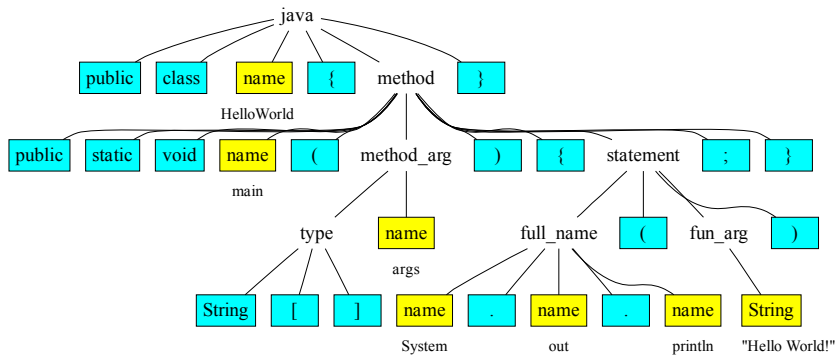 java
public class name { method }
HelloWorld
public static void name ( method_arg ) { statement ; }
main
type name full_name ( fun_arg )
args
String [ ] name . name . name String
System out println "Hello World!"